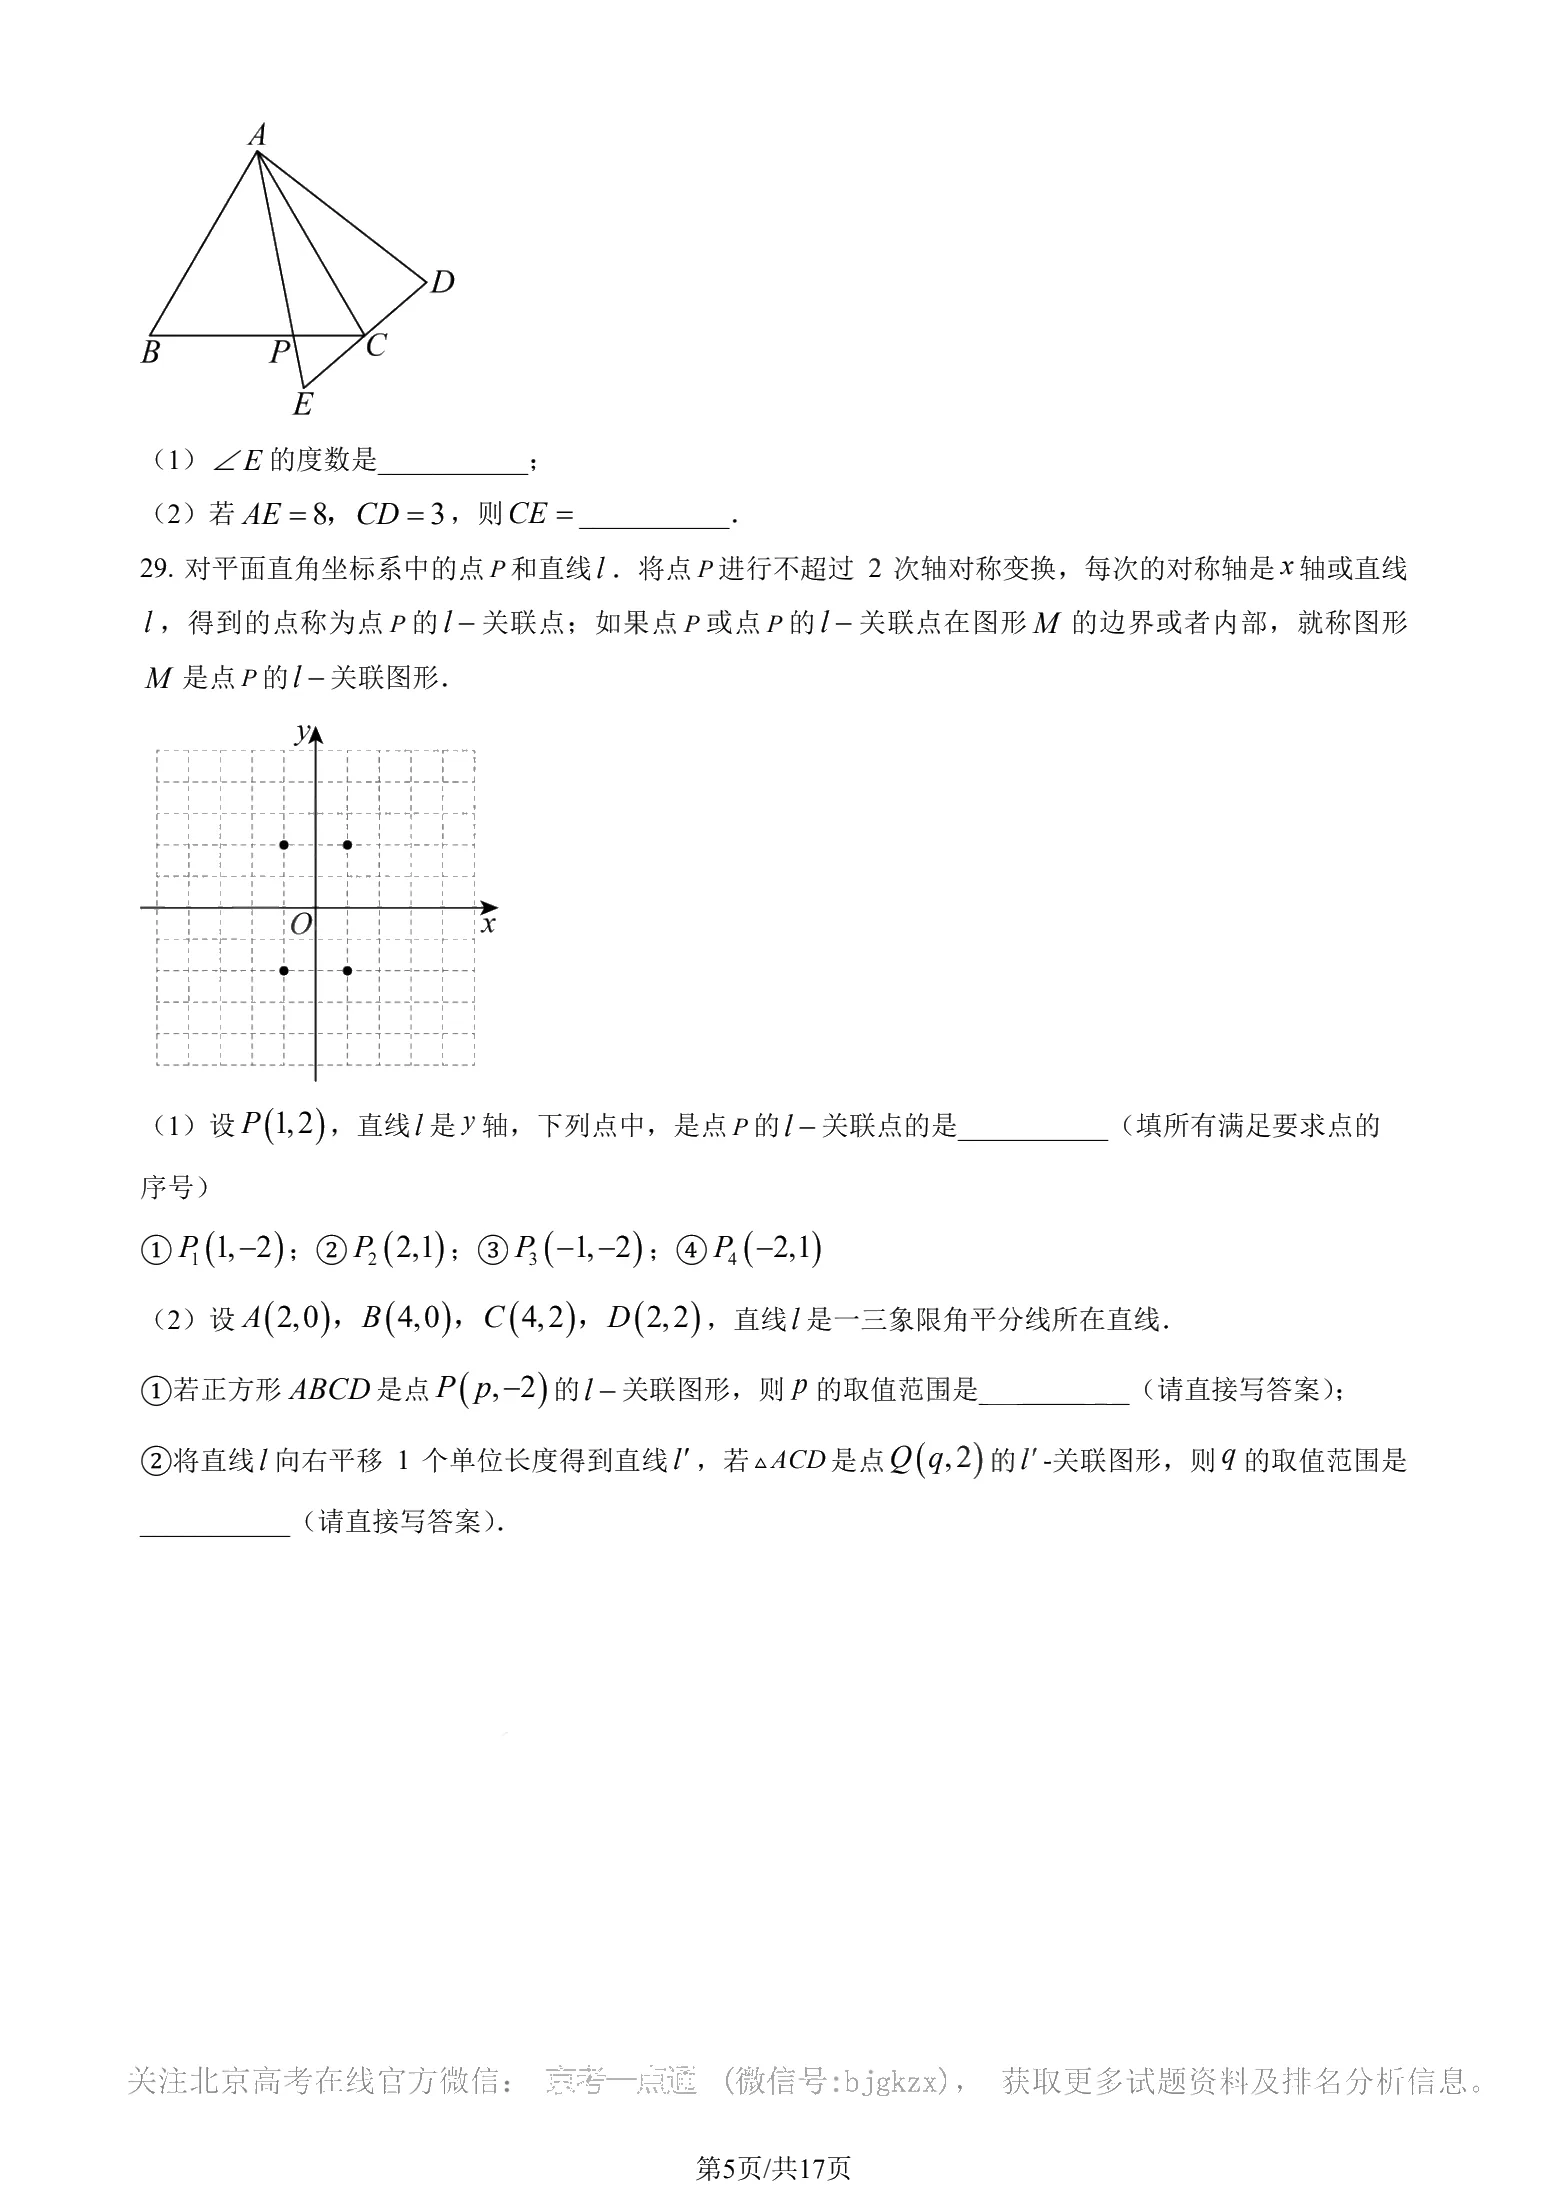 A
D
B
P
C
E
（1）∠E 的度数是__________；
（2）若 AE = 8，CD = 3，则 CE = __________．
29. 对平面直角坐标系中的点 P 和直线 l．将点 P 进行不超过 2 次轴对称变换，每次的对称轴是 x 轴或直线
l，得到的点称为点 P 的 l－关联点；如果点 P 或点 P 的 l－关联点在图形 M 的边界或者内部，就称图形
M 是点 P 的 l－关联图形．
y
O
x
（1）设 P(1,2)，直线 l 是 y 轴，下列点中，是点 P 的 l－关联点的是__________（填所有满足要求点的
序号）
①P₁(1,−2)；②P₂(2,1)；③P₃(−1,−2)；④P₄(−2,1)
（2）设 A(2,0)，B(4,0)，C(4,2)，D(2,2)，直线 l 是一三象限角平分线所在直线．
①若正方形 ABCD 是点 P(p,−2) 的 l－关联图形，则 p 的取值范围是__________（请直接写答案）；
②将直线 l 向右平移 1 个单位长度得到直线 l′，若△ACD 是点 Q(q,2) 的 l′-关联图形，则 q 的取值范围是
__________（请直接写答案）．
关注北京高考在线官方微信： 京考一点通 (微信号:bjgkzx)， 获取更多试题资料及排名分析信息。
第5页/共17页